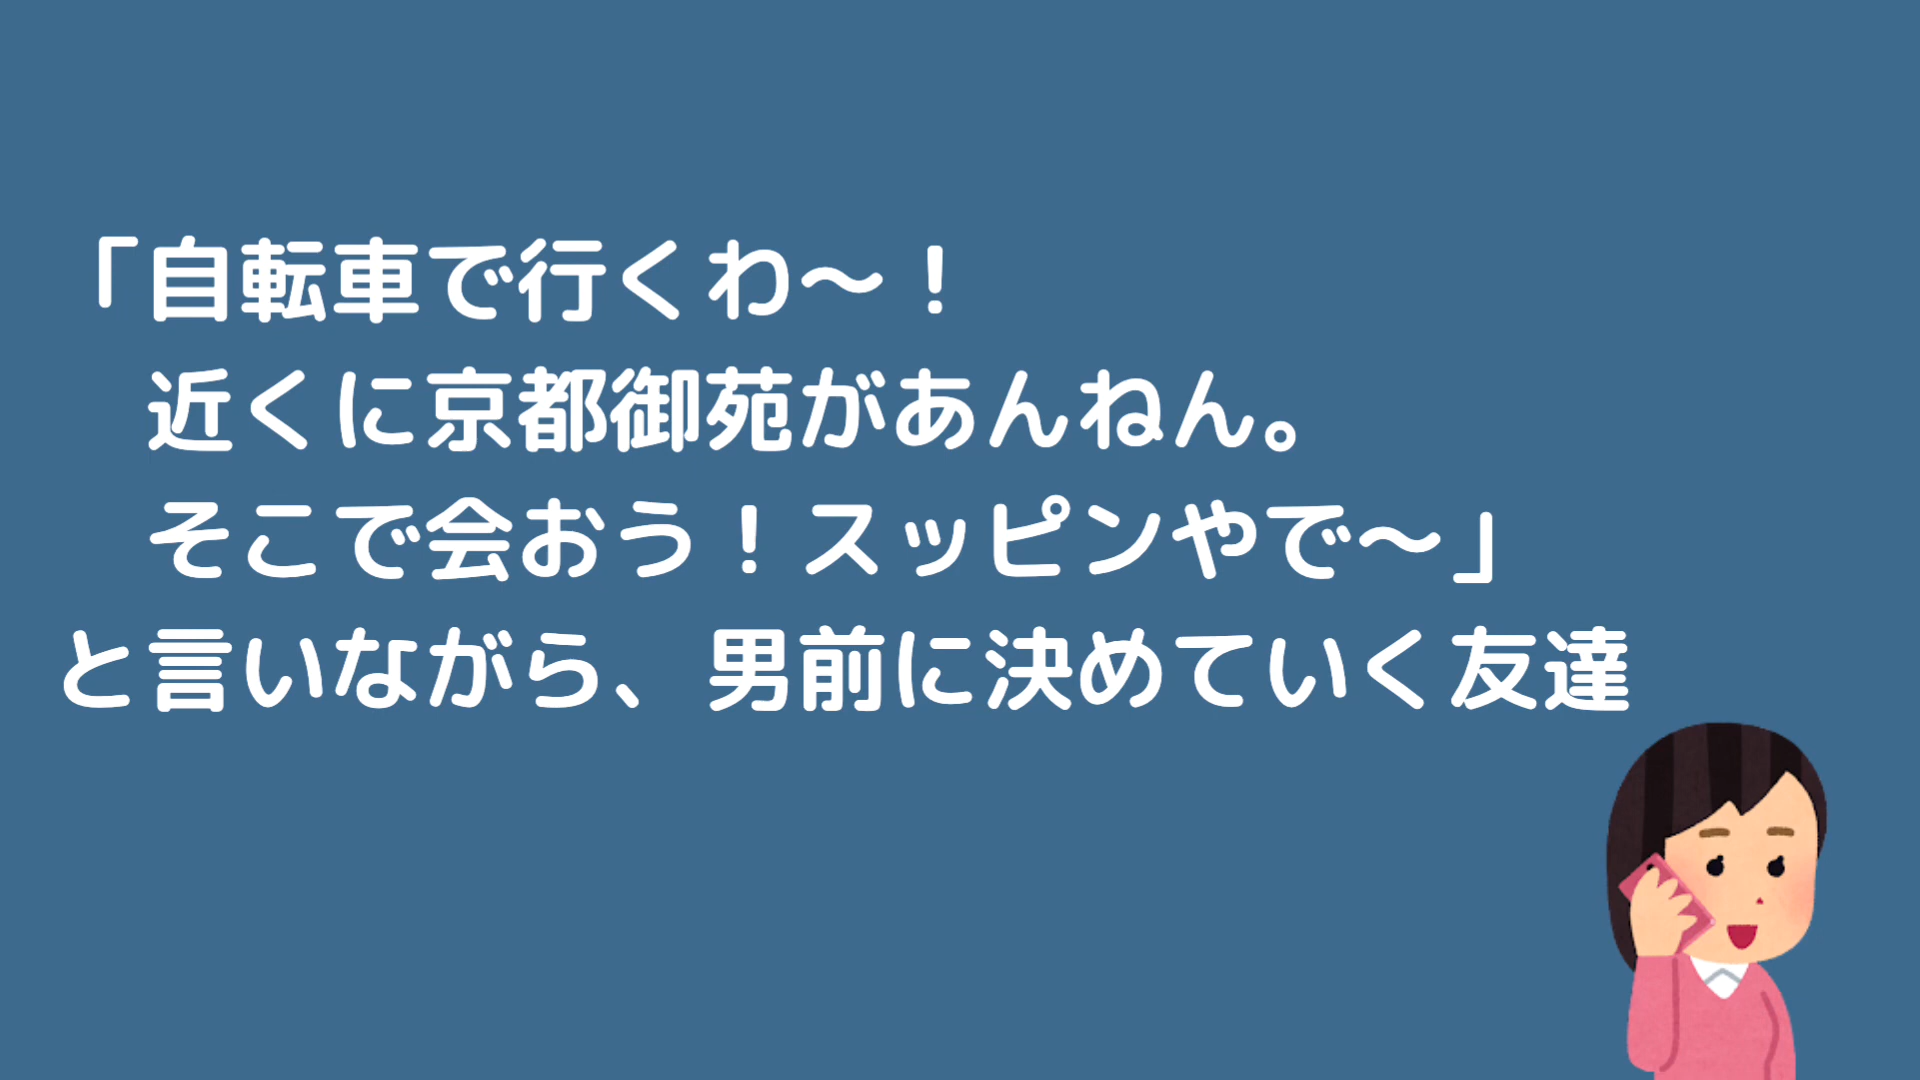 「自転車で行くわ〜！
近くに京都御苑があんねん。
そこで会おう！スッピンやで〜」
と言いながら、男前に決めていく友達